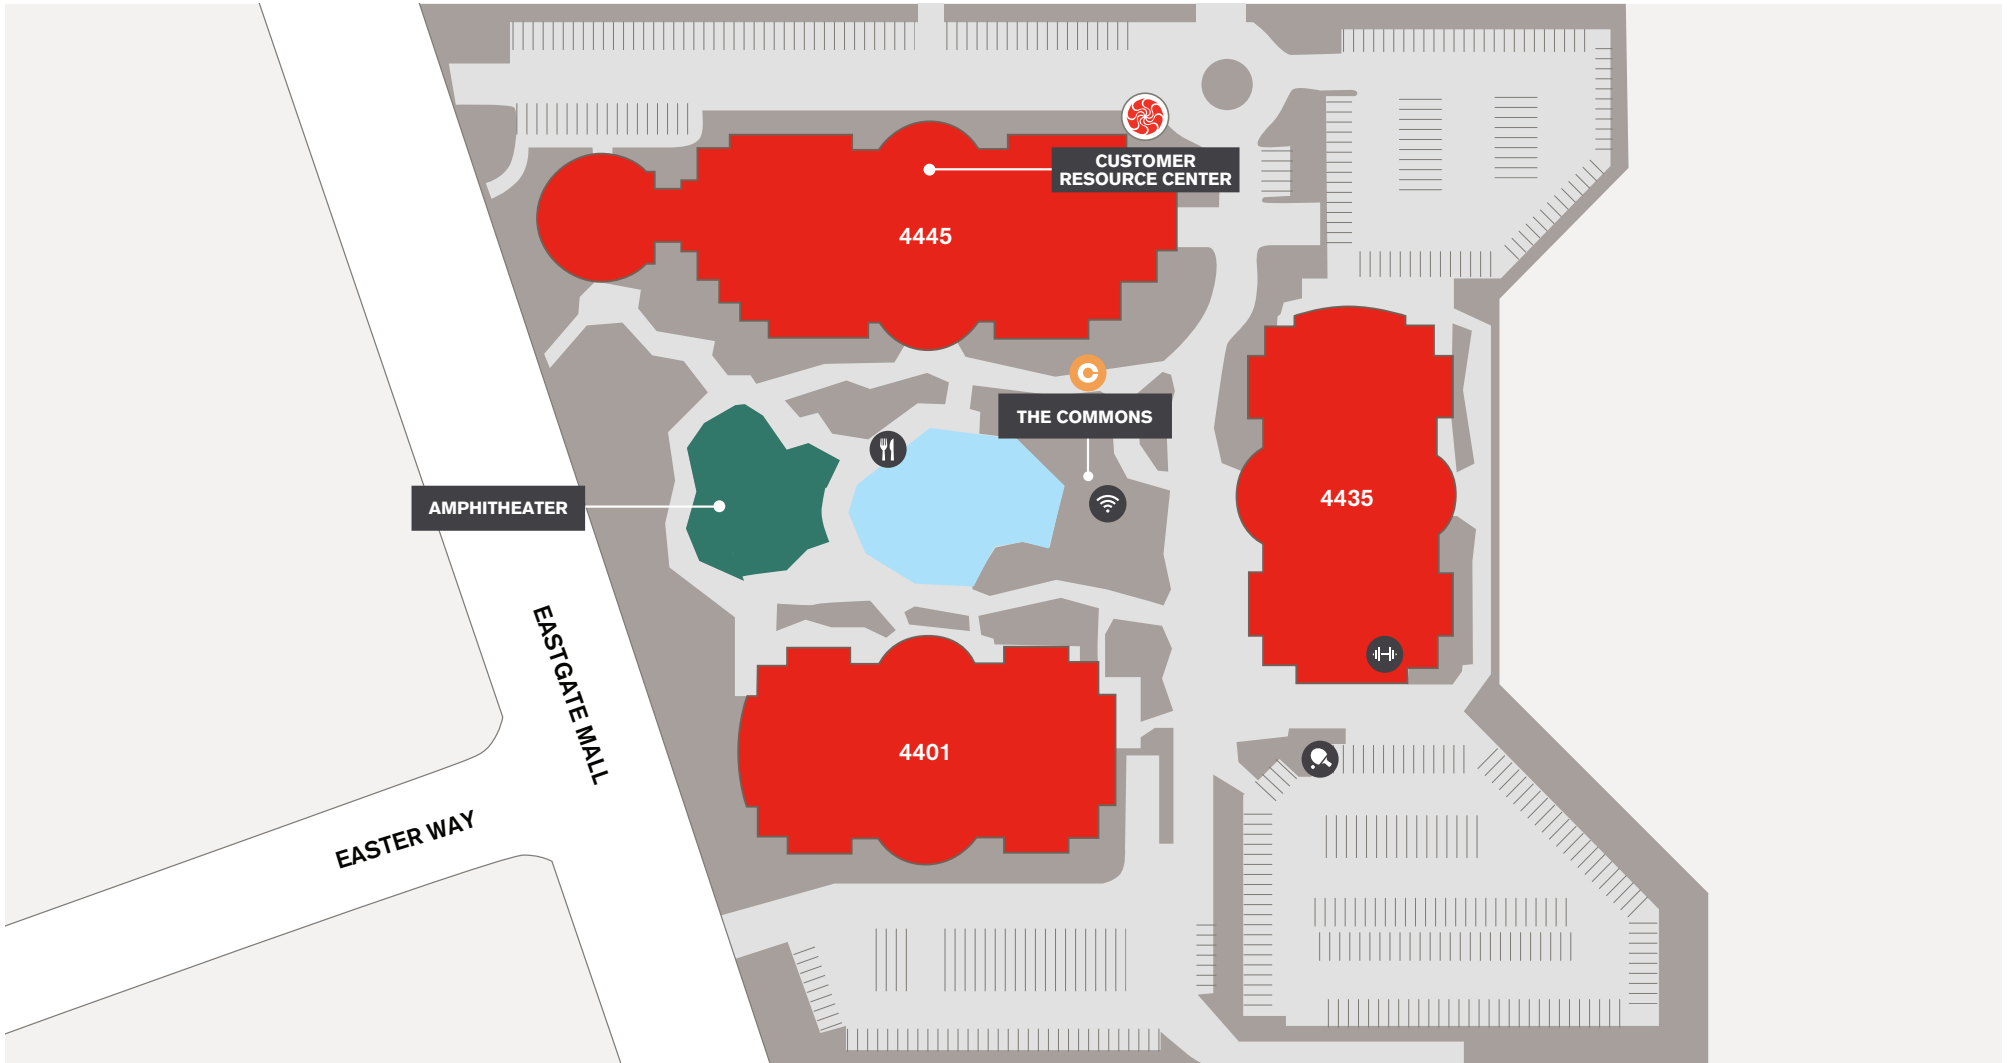 CUSTOMER
RESOURCE CENTER
4445
THE COMMONS
AMPHITHEATER
4435
EASTGATE MALL
4401
EASTER WAY